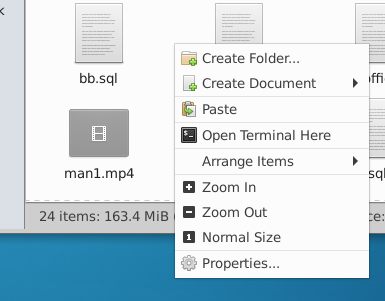 bb.sql
Create Folder...
Create Document
Paste
man1.mp4
Open Terminal Here
Arrange Items
Zoom In
24 items: 163.4 MiB
Zoom Out
Normal Size
Properties...